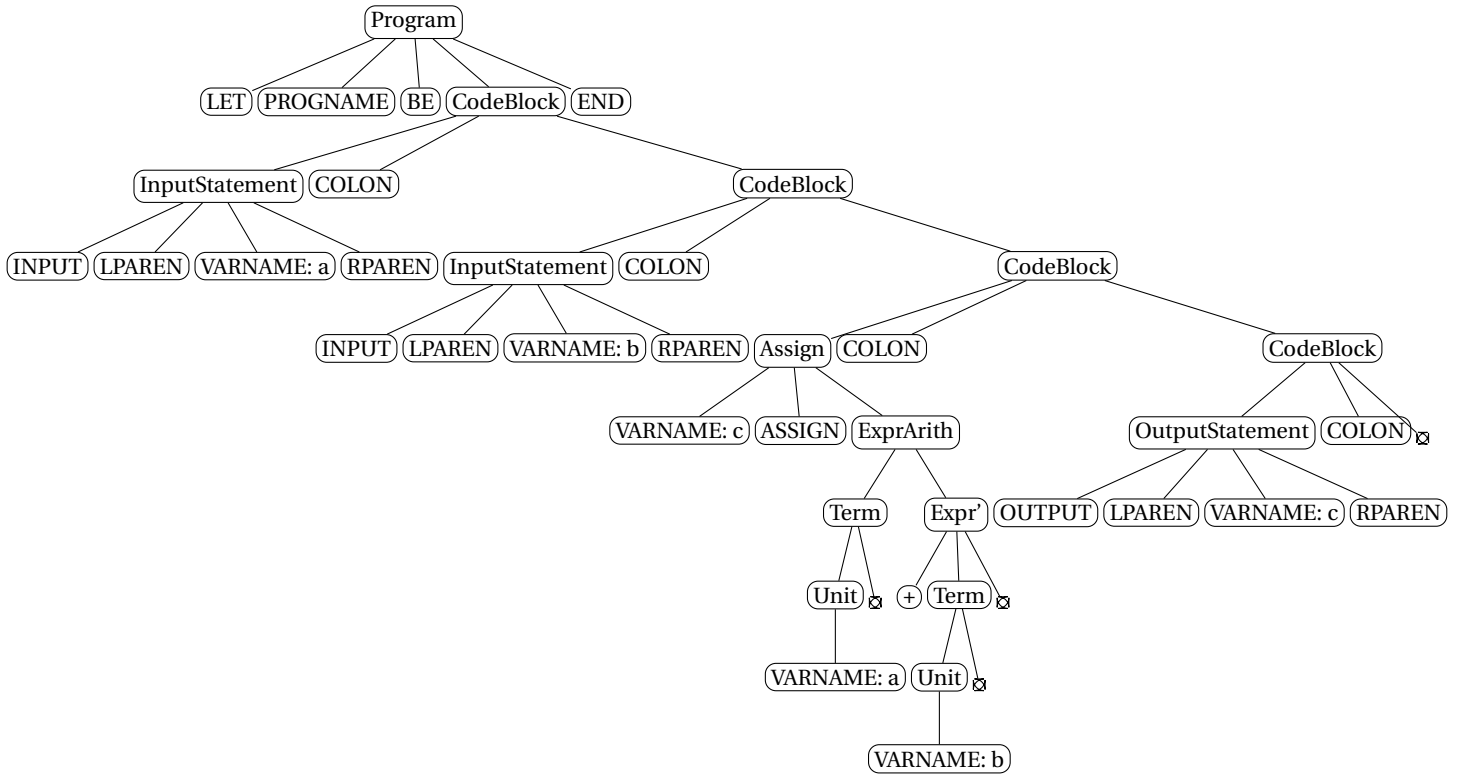 Program
LET PROGNAME BE CodeBlock END
InputStatement COLON CodeBlock
INPUT LPAREN VARNAME: a RPAREN InputStatement COLON CodeBlock
INPUT LPAREN VARNAME: b RPAREN Assign COLON CodeBlock
VARNAME: c ASSIGN ExprArith OutputStatement COLON
Term Expr’ OUTPUT LPAREN VARNAME: c RPAREN
Unit + Term
VARNAME: a Unit
VARNAME: b